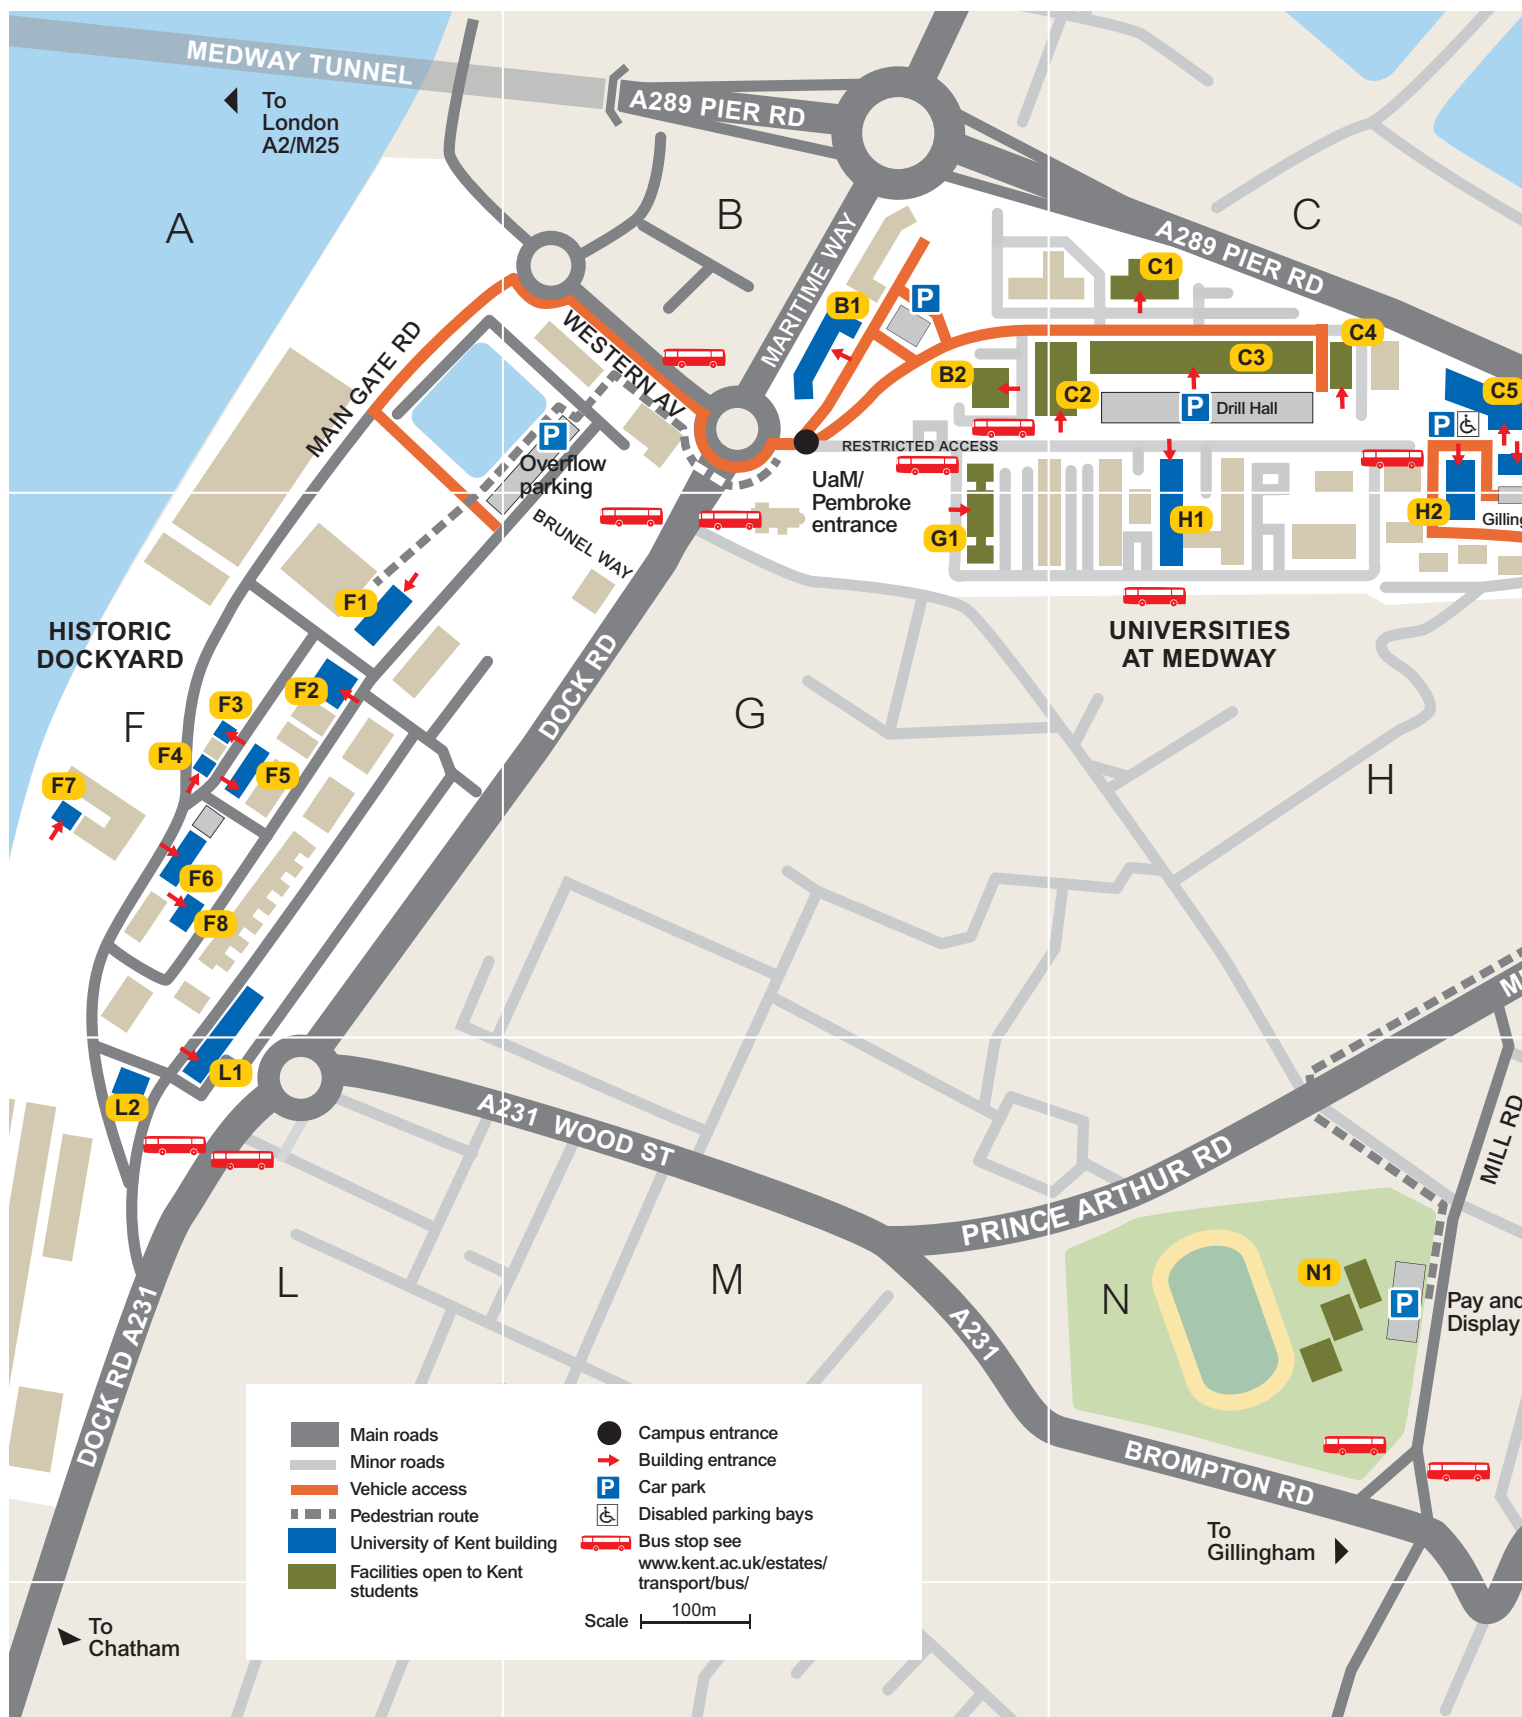 MEDWAY TUNNEL
To
London
A2/M25
A289 PIER RD
A
B
C
MARITIME WAY
A289 PIER RD
C1
B1
P
C4
C3
B2
C2
C5
WESTERN AV
MAIN GATE RD
P
Drill Hall
P
P
Overflow
parking
RESTRICTED ACCESS
UaM/
Pembroke
entrance
BRUNEL WAY
G1
H1
H2
Gilling
F1
HISTORIC
DOCKYARD
UNIVERSITIES
AT MEDWAY
DOCK RD
F2
F3
F
G
F4
F5
F7
H
F6
F8
M
L1
L2
A231 WOOD ST
MILL RD
PRINCE ARTHUR RD
L
M
N
N1
P
Pay and
Display
A231
DOCK RD A231
BROMPTON RD
To
Gillingham
Main roads
Minor roads
Vehicle access
Pedestrian route
University of Kent building
Facilities open to Kent
students
Campus entrance
Building entrance
P
Car park
Disabled parking bays
Bus stop see
www.kent.ac.uk/estates/
transport/bus/
Scale
100m
To
Chatham